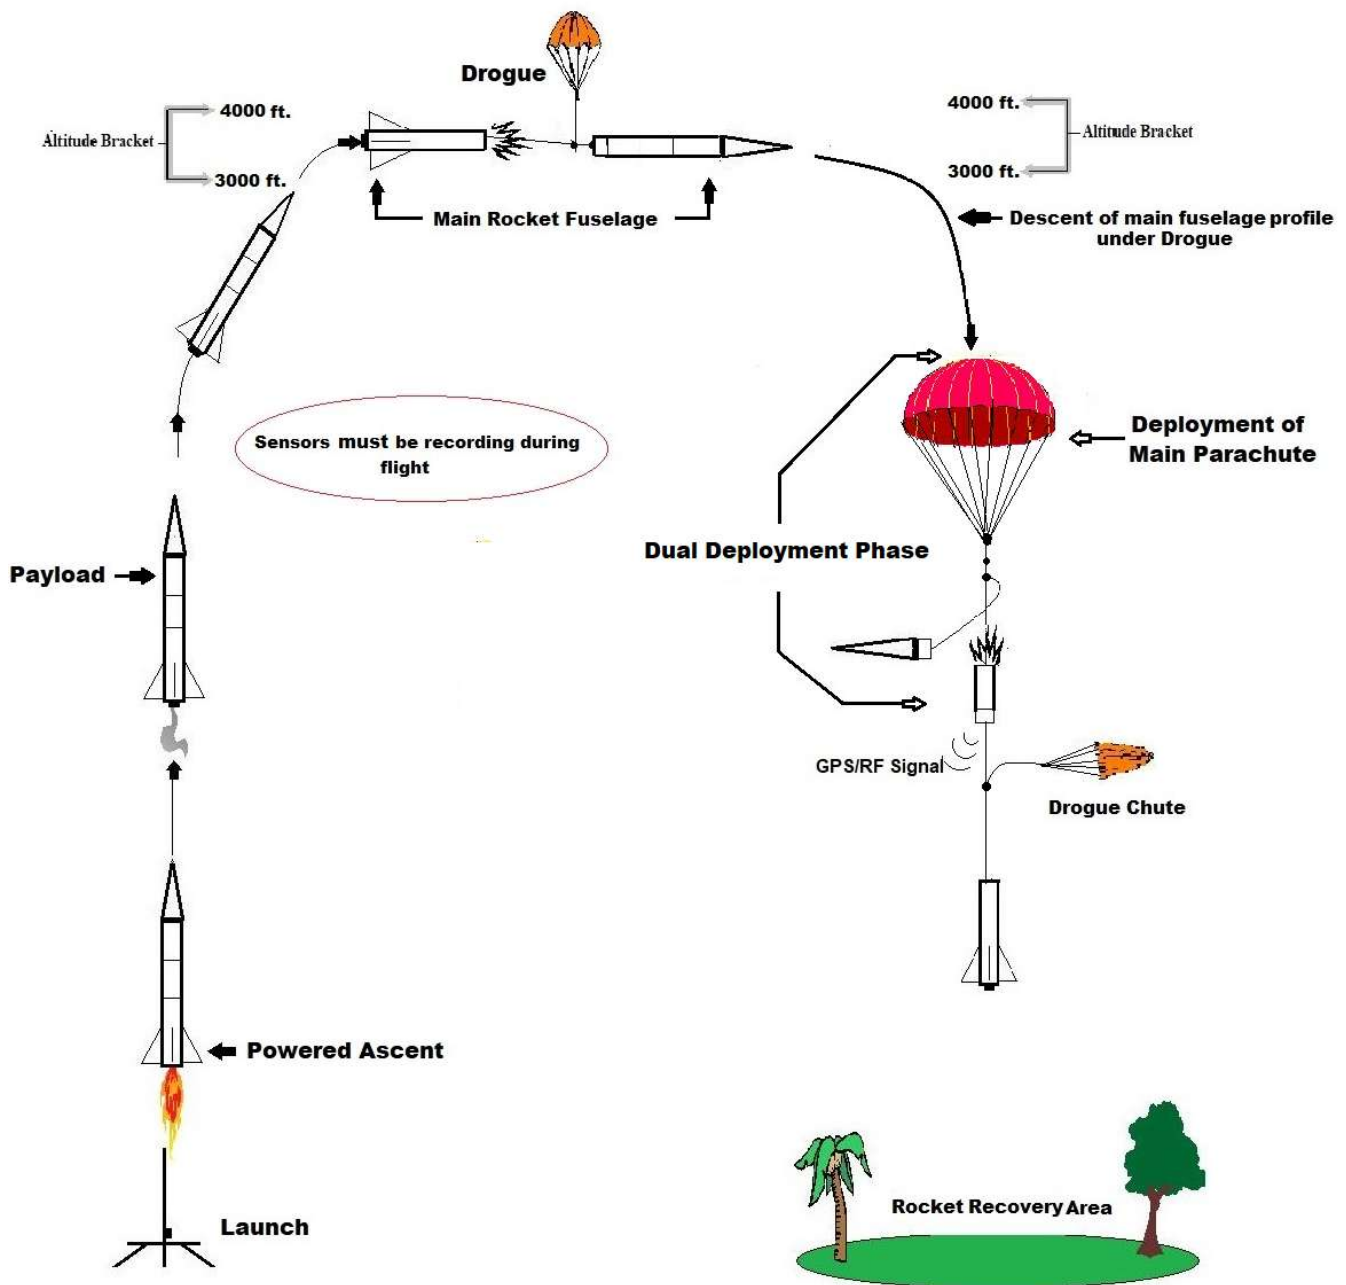 Drogue
4000 ft.
Altitude Bracket
3000 ft.
4000 ft.
Altitude Bracket
3000 ft.
Main Rocket Fuselage
Descent of main fuselage profile
under Drogue
Sensors must be recording during
flight
Deployment of
Main Parachute
Dual Deployment Phase
Payload
GPS/RF Signal
Drogue Chute
Powered Ascent
Launch
Rocket Recovery Area